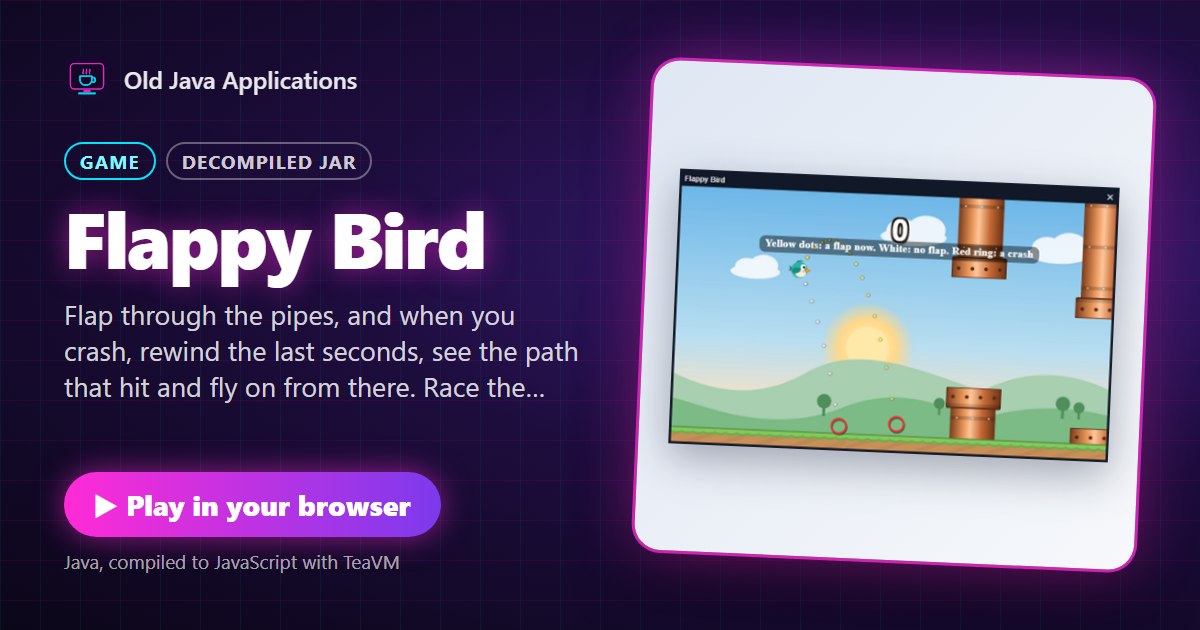 Old Java Applications
GAME
DECOMPILED JAR
Flappy Bird
Flap through the pipes, and when you
crash, rewind the last seconds, see the path
that hit and fly on from there. Race the...
▶ Play in your browser
Java, compiled to JavaScript with TeaVM
Flappy Bird
0
Yellow dots: a flap now. White: no flap. Red ring: a crash